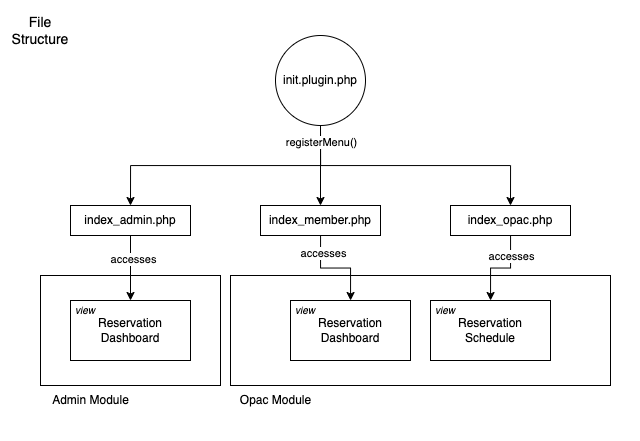 File
Structure
init.plugin.php
registerMenu()
index_admin.php
index_member.php
index_opac.php
accesses
accesses
accesses
view
Reservation
Dashboard
view
Reservation
Dashboard
view
Reservation
Schedule
Admin Module
Opac Module